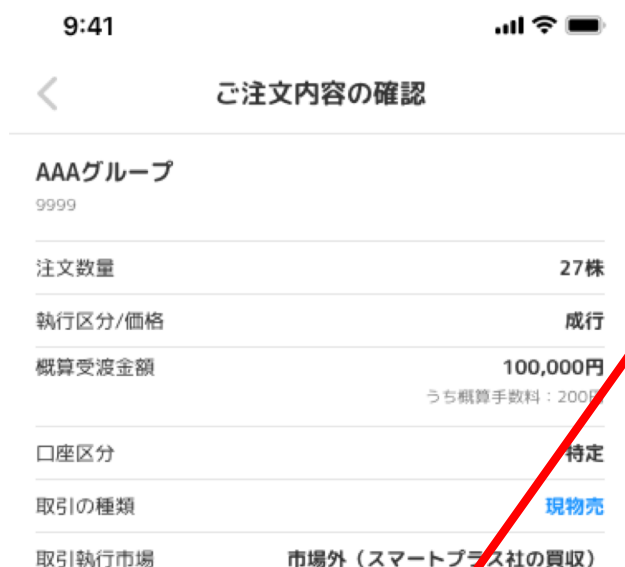 9:41
ご注文内容の確認
AAAグループ
9999
注文数量 27株
執行区分/価格 成行
概算受渡金額 100,000円
うち概算手数料：200円
口座区分 特定
取引の種類 現物売
取引執行市場 市場外（スマートプラス社の買収）